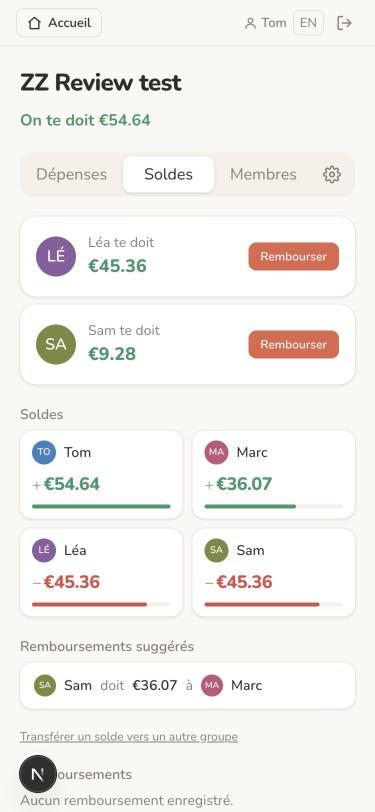 Accueil
Tom
EN
ZZ Review test
On te doit €54.64
Dépenses
Soldes
Membres
LÉ
Léa te doit
€45.36
Rembourser
SA
Sam te doit
€9.28
Rembourser
Soldes
TO
Tom
+€54.64
MA
Marc
+€36.07
LÉ
Léa
−€45.36
SA
Sam
−€45.36
Remboursements suggérés
SA Sam doit €36.07 à MA Marc
Transférer un solde vers un autre groupe
N
oursements
Aucun remboursement enregistré.